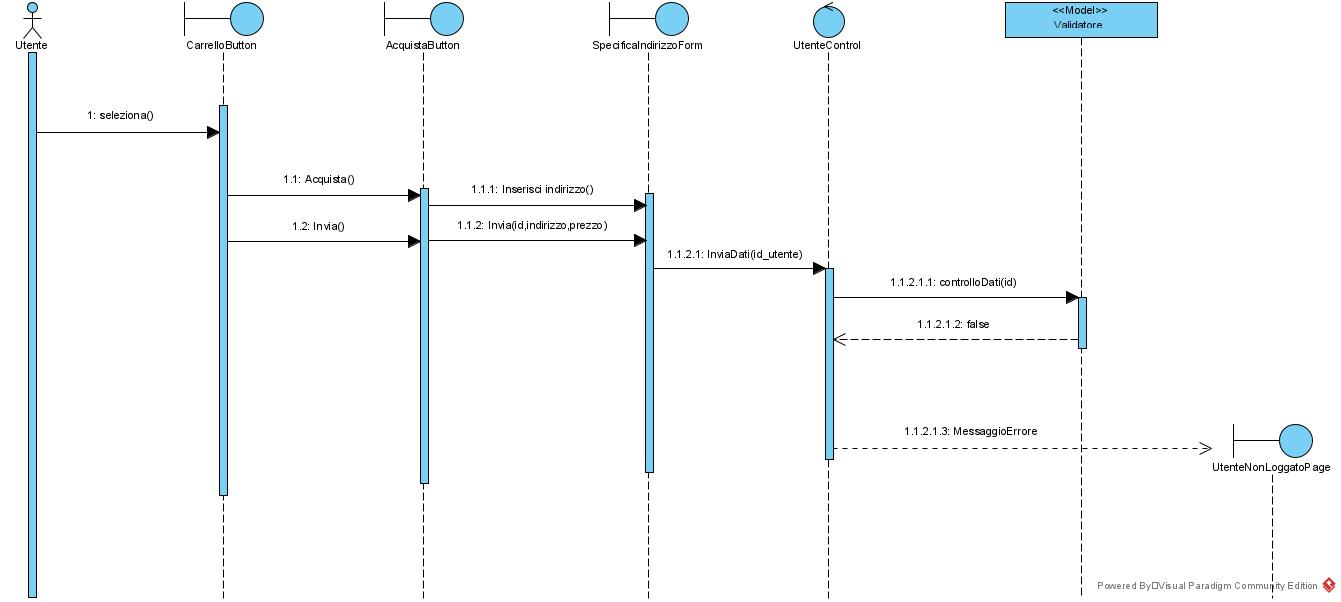 Utente
CarrelloButton
AcquistaButton
SpecificaIndirizzoForm
UtenteControl
<<Model>>
Validatore
1: seleziona()
1.1: Acquista()
1.1.1: Inserisci indirizzo()
1.2: Invia()
1.1.2: Invia(id,indirizzo,prezzo)
1.1.2.1: InviaDati(id_utente)
1.1.2.1.1: controlloDati(id)
1.1.2.1.2: false
1.1.2.1.3: MessaggioErrore
UtenteNonLoggatoPage
Powered By Visual Paradigm Community Edition